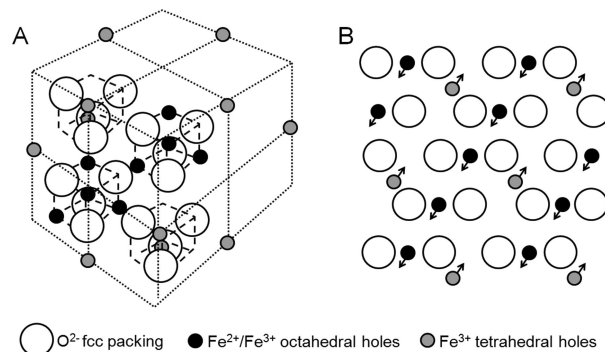 A
B
O²⁻ fcc packing
Fe²⁺/Fe³⁺ octahedral holes
Fe³⁺ tetrahedral holes